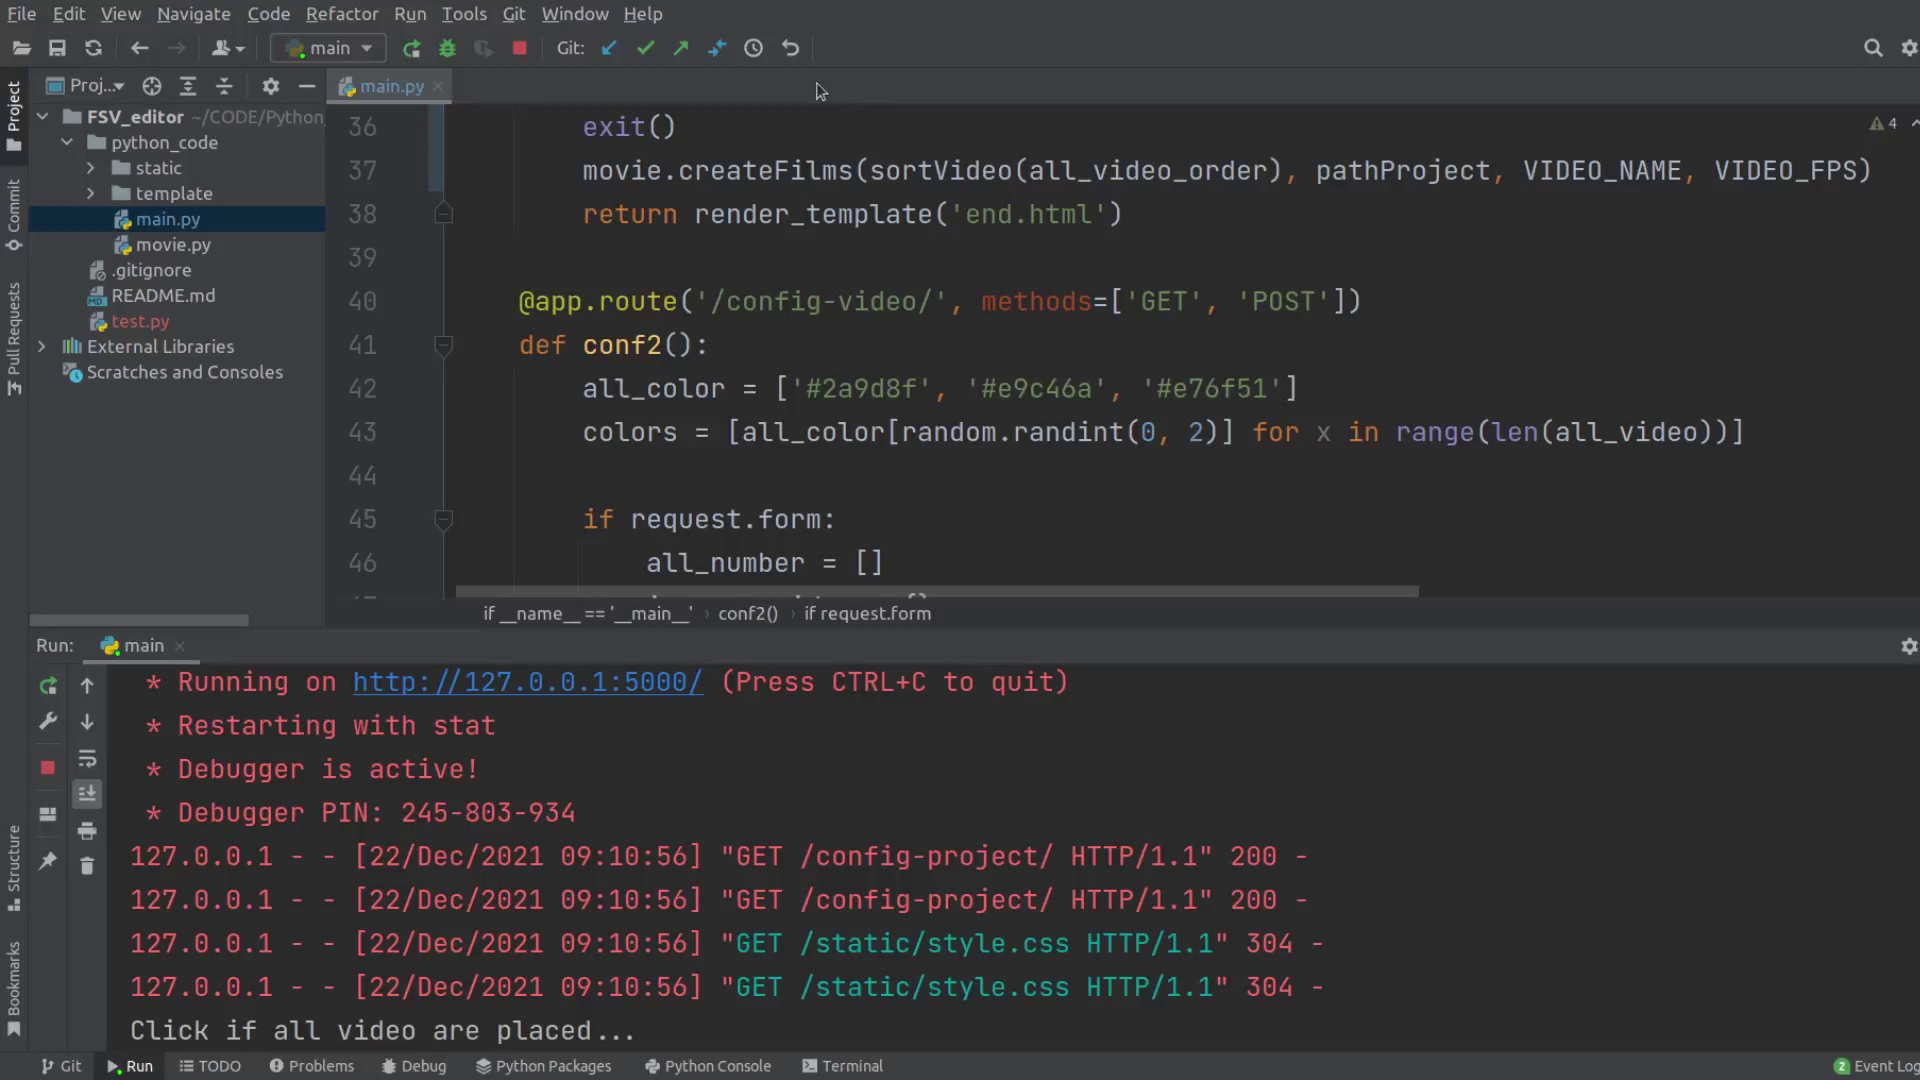 File Edit View Navigate Code Refactor Run Tools Git Window Help
main Git:
Proj... main.py
Project
Commit
Pull Requests
Structure
Bookmarks
FSV_editor ~/CODE/Python_
python_code
static
template
main.py
movie.py
.gitignore
README.md
test.py
External Libraries
Scratches and Consoles
36 exit()
37 movie.createFilms(sortVideo(all_video_order), pathProject, VIDEO_NAME, VIDEO_FPS)
38 return render_template('end.html')
39
40 @app.route('/config-video/', methods=['GET', 'POST'])
41 def conf2():
42 all_color = ['#2a9d8f', '#e9c46a', '#e76f51']
43 colors = [all_color[random.randint(0, 2)] for x in range(len(all_video))]
44
45 if request.form:
46 all_number = []
4
if __name__ == '__main__' › conf2() › if request.form
Run: main
* Running on http://127.0.0.1:5000/ (Press CTRL+C to quit)
* Restarting with stat
* Debugger is active!
* Debugger PIN: 245-803-934
127.0.0.1 - - [22/Dec/2021 09:10:56] "GET /config-project/ HTTP/1.1" 200 -
127.0.0.1 - - [22/Dec/2021 09:10:56] "GET /config-project/ HTTP/1.1" 200 -
127.0.0.1 - - [22/Dec/2021 09:10:56] "GET /static/style.css HTTP/1.1" 304 -
127.0.0.1 - - [22/Dec/2021 09:10:56] "GET /static/style.css HTTP/1.1" 304 -
Click if all video are placed...
Git Run TODO Problems Debug Python Packages Python Console Terminal 2 Event Log